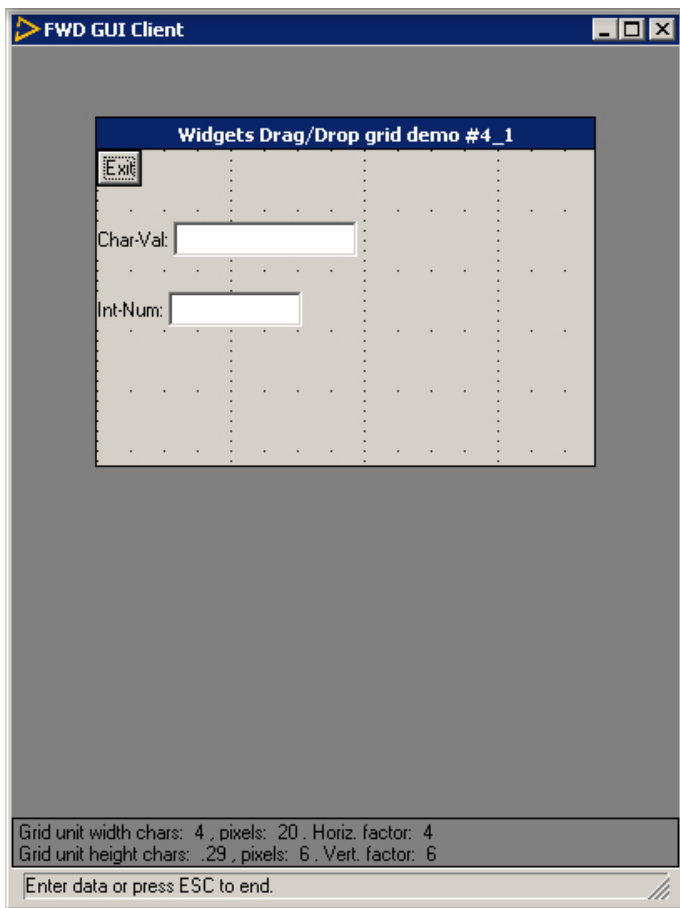 FWD GUI Client
Widgets Drag/Drop grid demo #4_1
Exit
Char-Val:
Int-Num:
Grid unit width chars:  4 , pixels:  20 . Horiz. factor:  4
Grid unit height chars:  .29 , pixels:  6 . Vert. factor:  6
Enter data or press ESC to end.